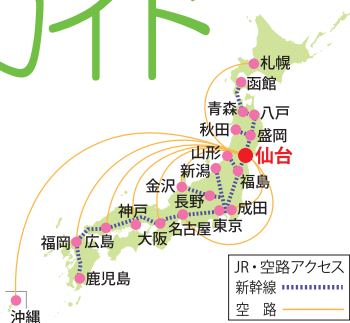 ガイド
札幌
函館
青森
八戸
秋田
盛岡
山形
仙台
新潟
福島
金沢
長野
成田
神戸
東京
名古屋
福岡
広島
大阪
鹿児島
沖縄
JR・空路アクセス
新幹線
空 路